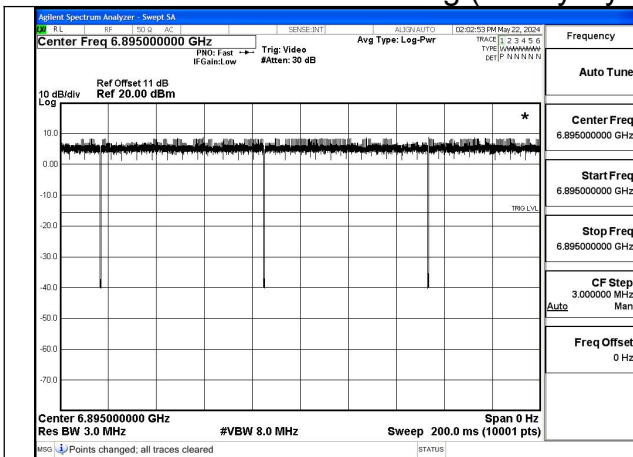 Agilent Spectrum Analyzer - Swept SA
RL RF 50 Ω AC SENSE:INT ALIGN AUTO 02:02:53 PM May 22, 2024
Center Freq 6.895000000 GHz
PNO: Fast
IFGain:Low
Trig: Video
#Atten: 30 dB
Avg Type: Log-Pwr
TRACE 1 2 3 4 5 6
TYPE WWWWWW
DET P N N N N N
Ref Offset 11 dB
10 dB/div Ref 20.00 dBm
Log
10.0
0.00
-10.0
TRIG LVL
-20.0
-30.0
-40.0
-50.0
-60.0
-70.0
*
Center 6.895000000 GHz Span 0 Hz
Res BW 3.0 MHz #VBW 8.0 MHz Sweep 200.0 ms (10001 pts)
MSG Points changed; all traces cleared STATUS
Frequency
Auto Tune
Center Freq
6.895000000 GHz
Start Freq
6.895000000 GHz
Stop Freq
6.895000000 GHz
CF Step
3.000000 MHz
Auto Man
Freq Offset
0 Hz